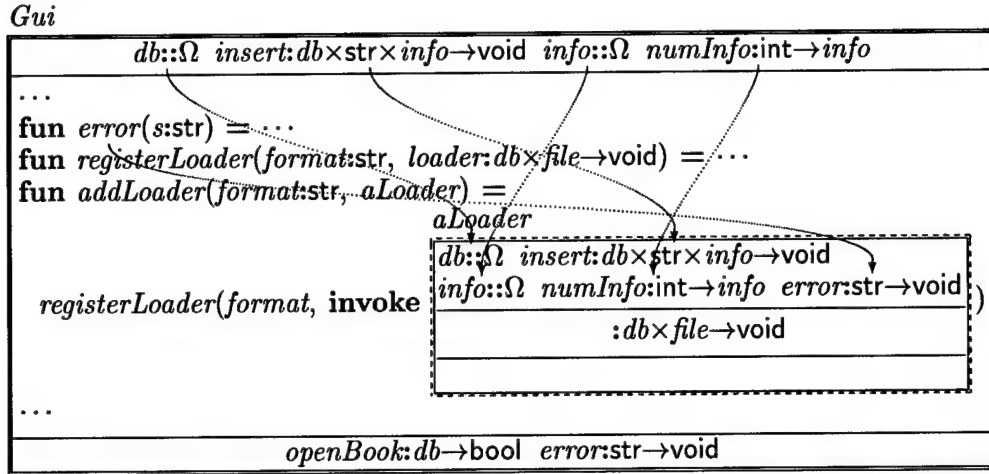 Gui
db::Ω insert:db×str×info→void info::Ω numInfo:int→info
...
fun error(s:str) = ...
fun registerLoader(format:str, loader:db×file→void) = ...
fun addLoader(format:str, aLoader) =
aLoader
db::Ω insert:db×str×info→void
info::Ω numInfo:int→info error:str→void
registerLoader(format, invoke )
:db×file→void
...
openBook:db→bool error:str→void